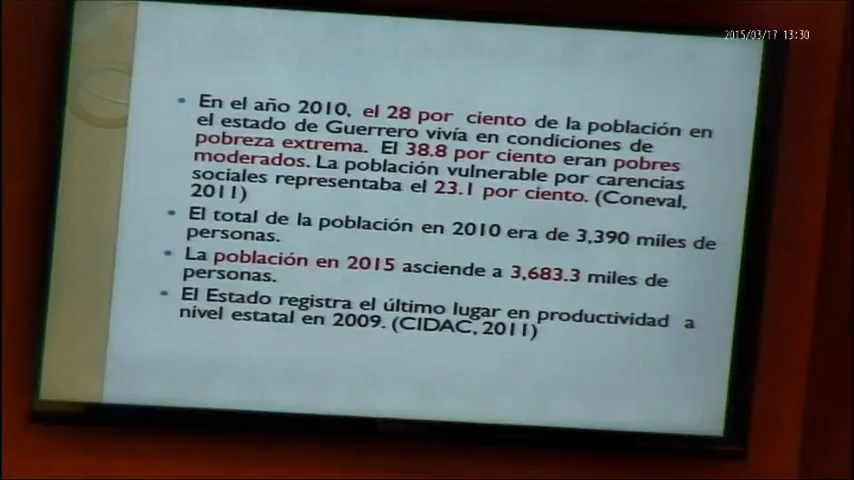 2015/03/17 13:30
• En el año 2010, el 28 por ciento de la población en
el estado de Guerrero vivía en condiciones de
pobreza extrema. El 38.8 por ciento eran pobres
moderados. La población vulnerable por carencias
sociales representaba el 23.1 por ciento. (Coneval,
2011)
• El total de la población en 2010 era de 3,390 miles de
personas.
• La población en 2015 asciende a 3,683.3 miles de
personas.
• El Estado registra el último lugar en productividad a
nivel estatal en 2009. (CIDAC, 2011)